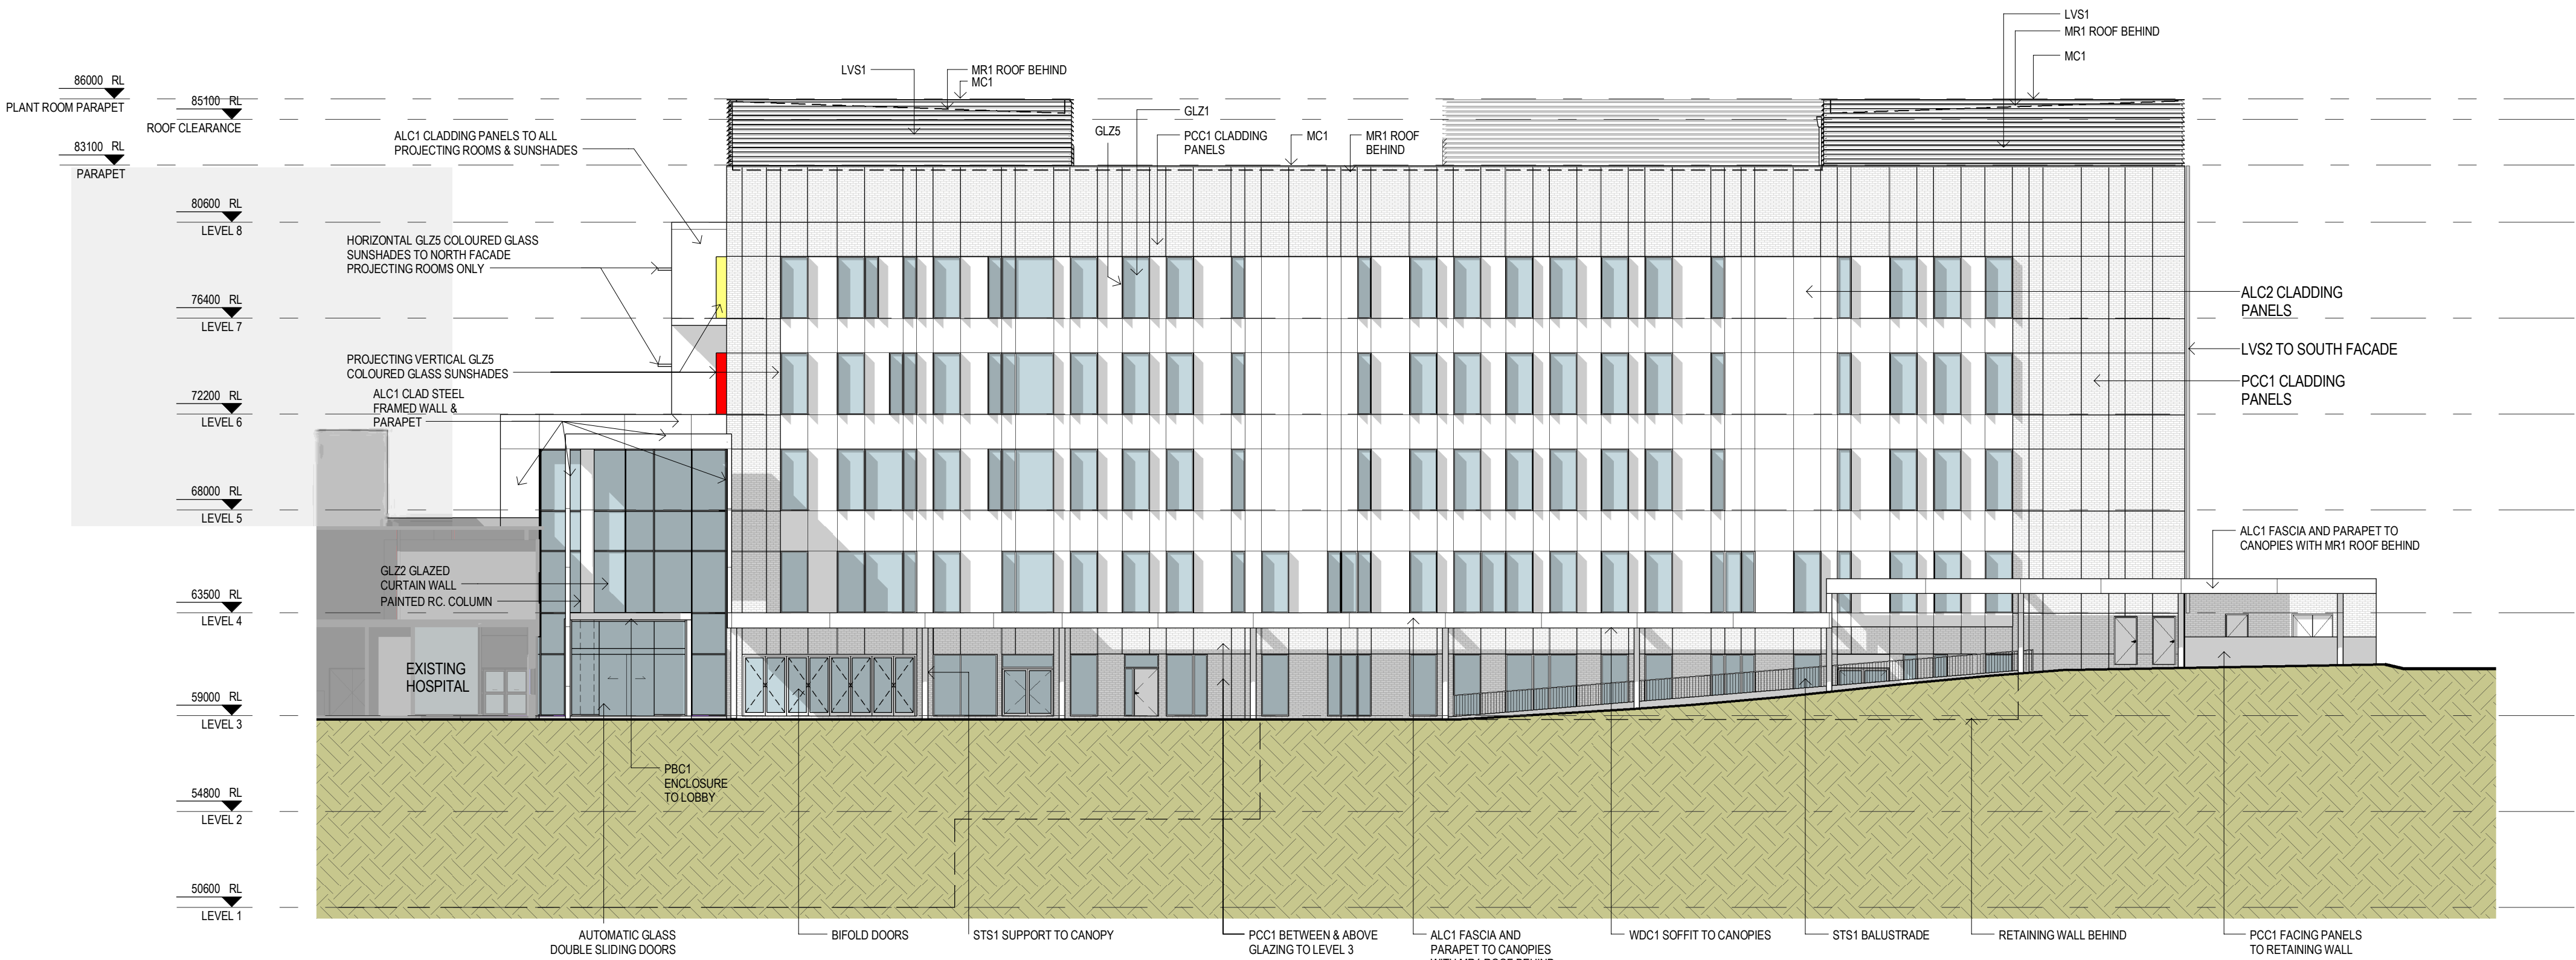 LVS1
MR1 ROOF BEHIND
MC1
86000 RL
PLANT ROOM PARAPET
85100 RL
ROOF CLEARANCE
83100 RL
PARAPET
80600 RL
LEVEL 8
76400 RL
LEVEL 7
72200 RL
LEVEL 6
68000 RL
LEVEL 5
63500 RL
LEVEL 4
59000 RL
LEVEL 3
54800 RL
LEVEL 2
50600 RL
LEVEL 1
LVS1
MR1 ROOF BEHIND
MC1
GLZ1
GLZ5
PCC1 CLADDING
PANELS
MC1
MR1 ROOF
BEHIND
ALC1 CLADDING PANELS TO ALL
PROJECTING ROOMS & SUNSHADES
HORIZONTAL GLZ5 COLOURED GLASS
SUNSHADES TO NORTH FACADE
PROJECTING ROOMS ONLY
PROJECTING VERTICAL GLZ5
COLOURED GLASS SUNSHADES
ALC1 CLAD STEEL
FRAMED WALL &
PARAPET
GLZ2 GLAZED
CURTAIN WALL
PAINTED RC. COLUMN
EXISTING
HOSPITAL
ALC2 CLADDING
PANELS
LVS2 TO SOUTH FACADE
PCC1 CLADDING
PANELS
ALC1 FASCIA AND PARAPET TO
CANOPIES WITH MR1 ROOF BEHIND
PBC1
ENCLOSURE
TO LOBBY
AUTOMATIC GLASS
DOUBLE SLIDING DOORS
BIFOLD DOORS
STS1 SUPPORT TO CANOPY
PCC1 BETWEEN & ABOVE
GLAZING TO LEVEL 3
ALC1 FASCIA AND
PARAPET TO CANOPIES
WITH MR1 ROOF BEHIND
WDC1 SOFFIT TO CANOPIES
STS1 BALUSTRADE
RETAINING WALL BEHIND
PCC1 FACING PANELS
TO RETAINING WALL